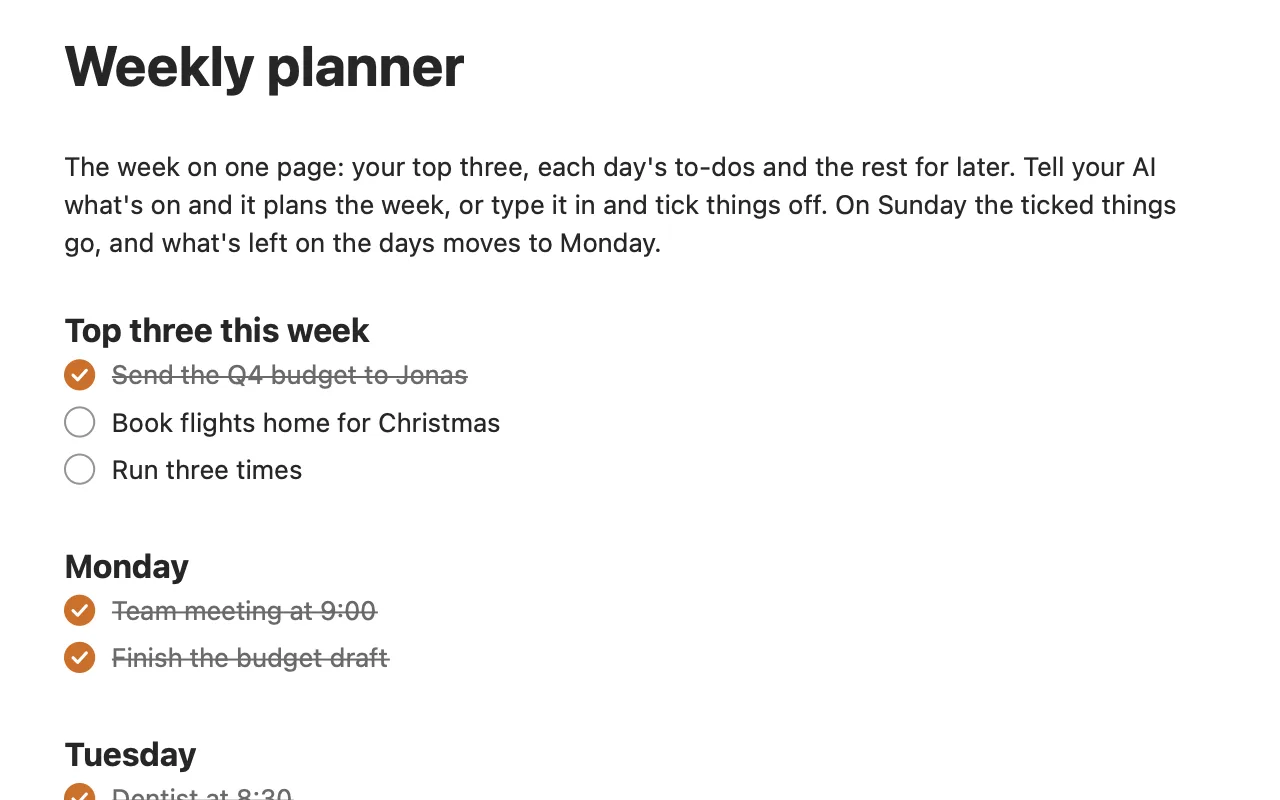 Weekly planner
The week on one page: your top three, each day's to-dos and the rest for later. Tell your AI
what's on and it plans the week, or type it in and tick things off. On Sunday the ticked things
go, and what's left on the days moves to Monday.
Top three this week
Send the Q4 budget to Jonas
Book flights home for Christmas
Run three times
Monday
Team meeting at 9:00
Finish the budget draft
Tuesday
Dentist at 8:30